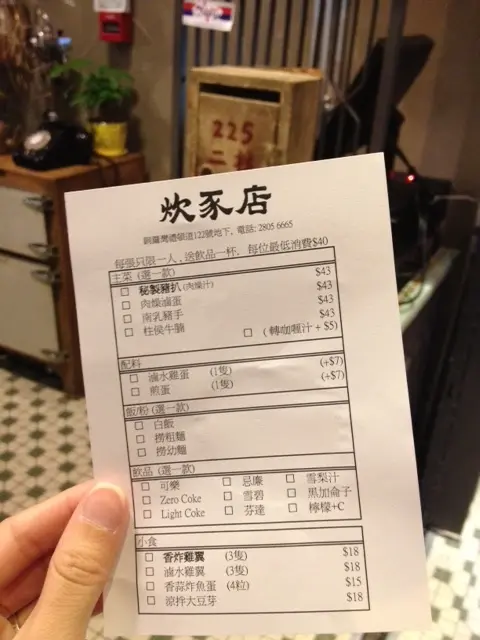 225
炊豕店
銅鑼灣禮頓道122號地下, 電話: 2805 6665
每張只限一人, 送飲品一杯, 每位最低消費$40
主菜 (選一款)
□ 秘製豬扒 (肉燥汁) $43
□ 肉燥滷蛋 $43
□ 南乳豬手 $43
□ 柱侯牛腩 $43
□ (轉咖喱汁 + $5)
配料
□ 滷水雞蛋 (1隻) (+$7)
□ 煎蛋 (1隻) (+$7)
飯/粉 (選一款)
□ 白飯
□ 撈粗麵
□ 撈幼麵
飲品 (選一款)
□ 可樂 □ 忌廉 □ 雪梨汁
□ Zero Coke □ 雪碧 □ 黑加侖子
□ Light Coke □ 芬達 □ 檸檬+C
小食
□ 香炸雞翼 (3隻) $18
□ 滷水雞翼 (3隻) $18
□ 香蒜炸魚蛋 (4粒) $15
□ 涼拌大豆芽 $18